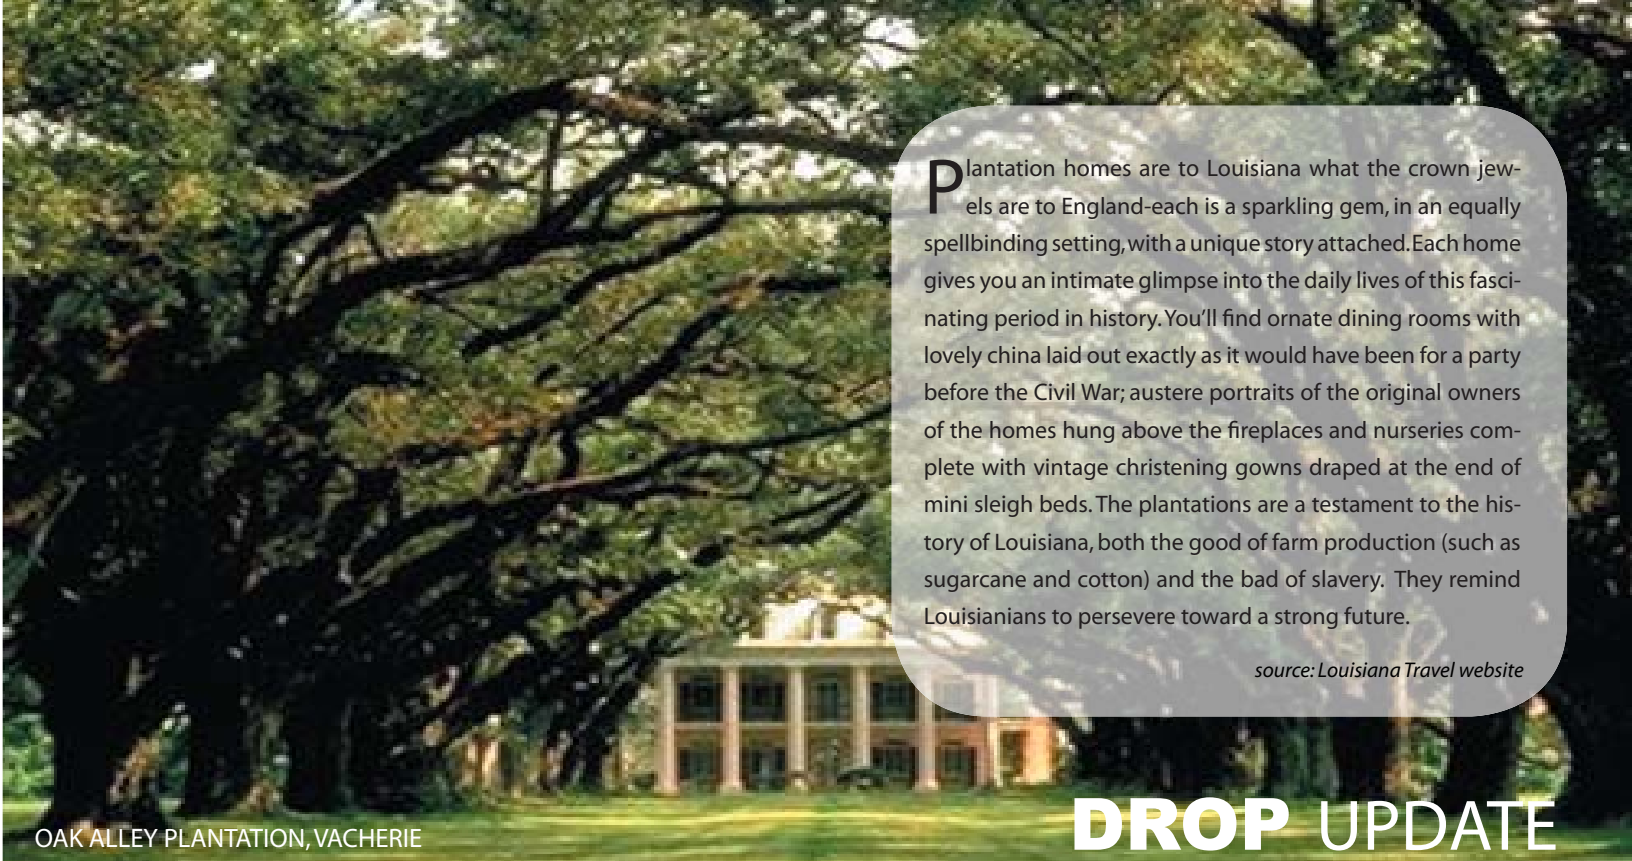 Plantation homes are to Louisiana what the crown jew-
els are to England-each is a sparkling gem, in an equally
spellbinding setting, with a unique story attached. Each home
gives you an intimate glimpse into the daily lives of this fasci-
nating period in history. You'll find ornate dining rooms with
lovely china laid out exactly as it would have been for a party
before the Civil War; austere portraits of the original owners
of the homes hung above the fireplaces and nurseries com-
plete with vintage christening gowns draped at the end of
mini sleigh beds. The plantations are a testament to the his-
tory of Louisiana, both the good of farm production (such as
sugarcane and cotton) and the bad of slavery. They remind
Louisianians to persevere toward a strong future.
source: Louisiana Travel website
OAK ALLEY PLANTATION, VACHERIE
DROP UPDATE